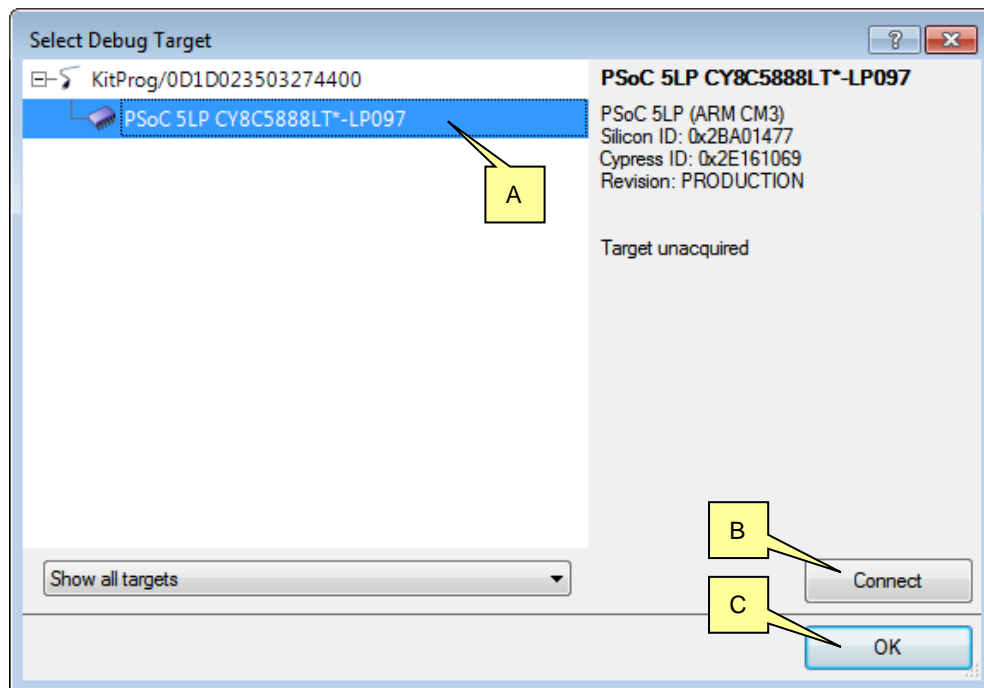 Select Debug Target
KitProg/0D1D023503274400
PSoC 5LP CY8C5888LT*-LP097
A
PSoC 5LP CY8C5888LT*-LP097
PSoC 5LP (ARM CM3)
Silicon ID: 0x2BA01477
Cypress ID: 0x2E161069
Revision: PRODUCTION
Target unacquired
B
Show all targets
Connect
C
OK